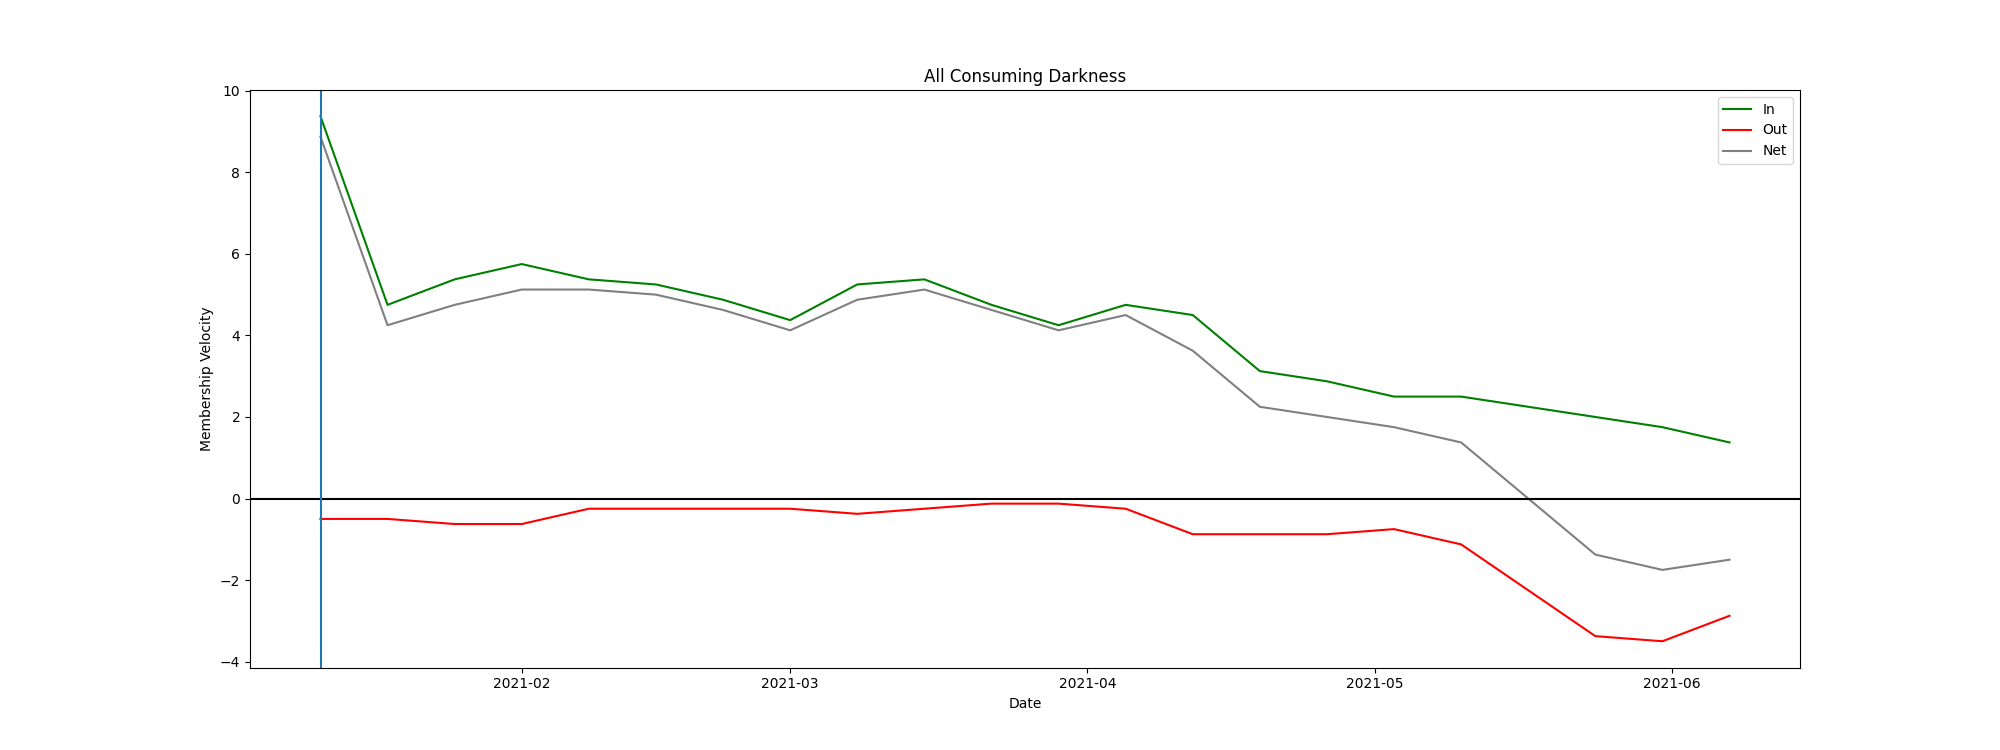 All Consuming Darkness
10
8
6
4
2
0
−2
−4
Membership Velocity
In
Out
Net
2021-02
2021-03
2021-04
2021-05
2021-06
Date